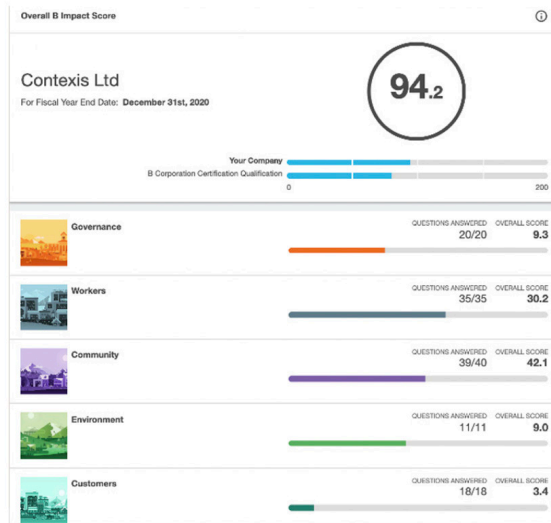 Overall B Impact Score
Contexis Ltd
94.2
For Fiscal Year End Date: December 31st, 2020
Your Company
B Corporation Certification Qualification
0 200
Governance QUESTIONS ANSWERED OVERALL SCORE
20/20 9.3
Workers QUESTIONS ANSWERED OVERALL SCORE
35/35 30.2
Community QUESTIONS ANSWERED OVERALL SCORE
39/40 42.1
Environment QUESTIONS ANSWERED OVERALL SCORE
11/11 9.0
Customers QUESTIONS ANSWERED OVERALL SCORE
18/18 3.4